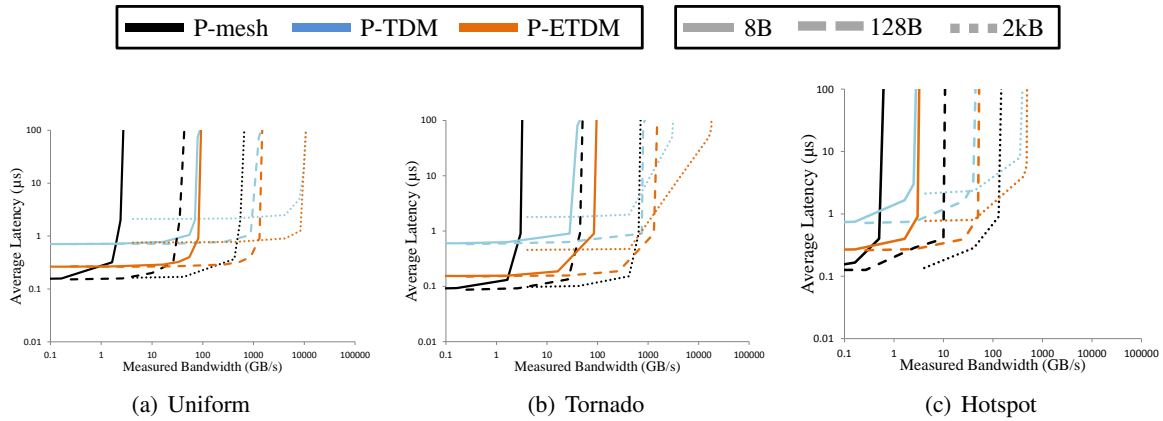 P-mesh P-TDM P-ETDM 8B 128B 2kB
Average Latency (µs)
100
10
1
0.1
0.01
0.1 1 10 100 1000 10000 100000
Measured Bandwidth (GB/s)
(a) Uniform
Average Latency (µs)
100
10
1
0.1
0.01
0.1 1 10 100 1000 10000 100000
Measured Bandwidth (GB/s)
(b) Tornado
Average Latency (µs)
100
10
1
0.1
0.01
0.1 1 10 100 1000 10000 100000
Measured Bandwidth (GB/s)
(c) Hotspot